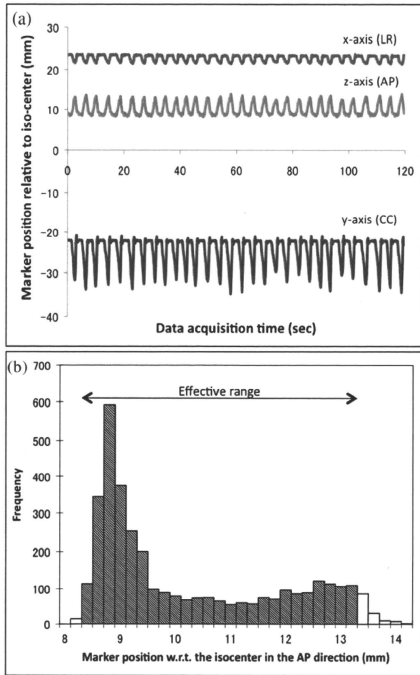 (a)
30
20
10
0
−10
−20
−30
−40
0 20 40 60 80 100 120
x-axis (LR)
z-axis (AP)
y-axis (CC)
Marker position relative to iso-center (mm)
Data acquisition time (sec)
(b)
700
600
500
400
300
200
100
0
Effective range
Frequency
8 9 10 11 12 13 14
Marker position w.r.t. the isocenter in the AP direction (mm)